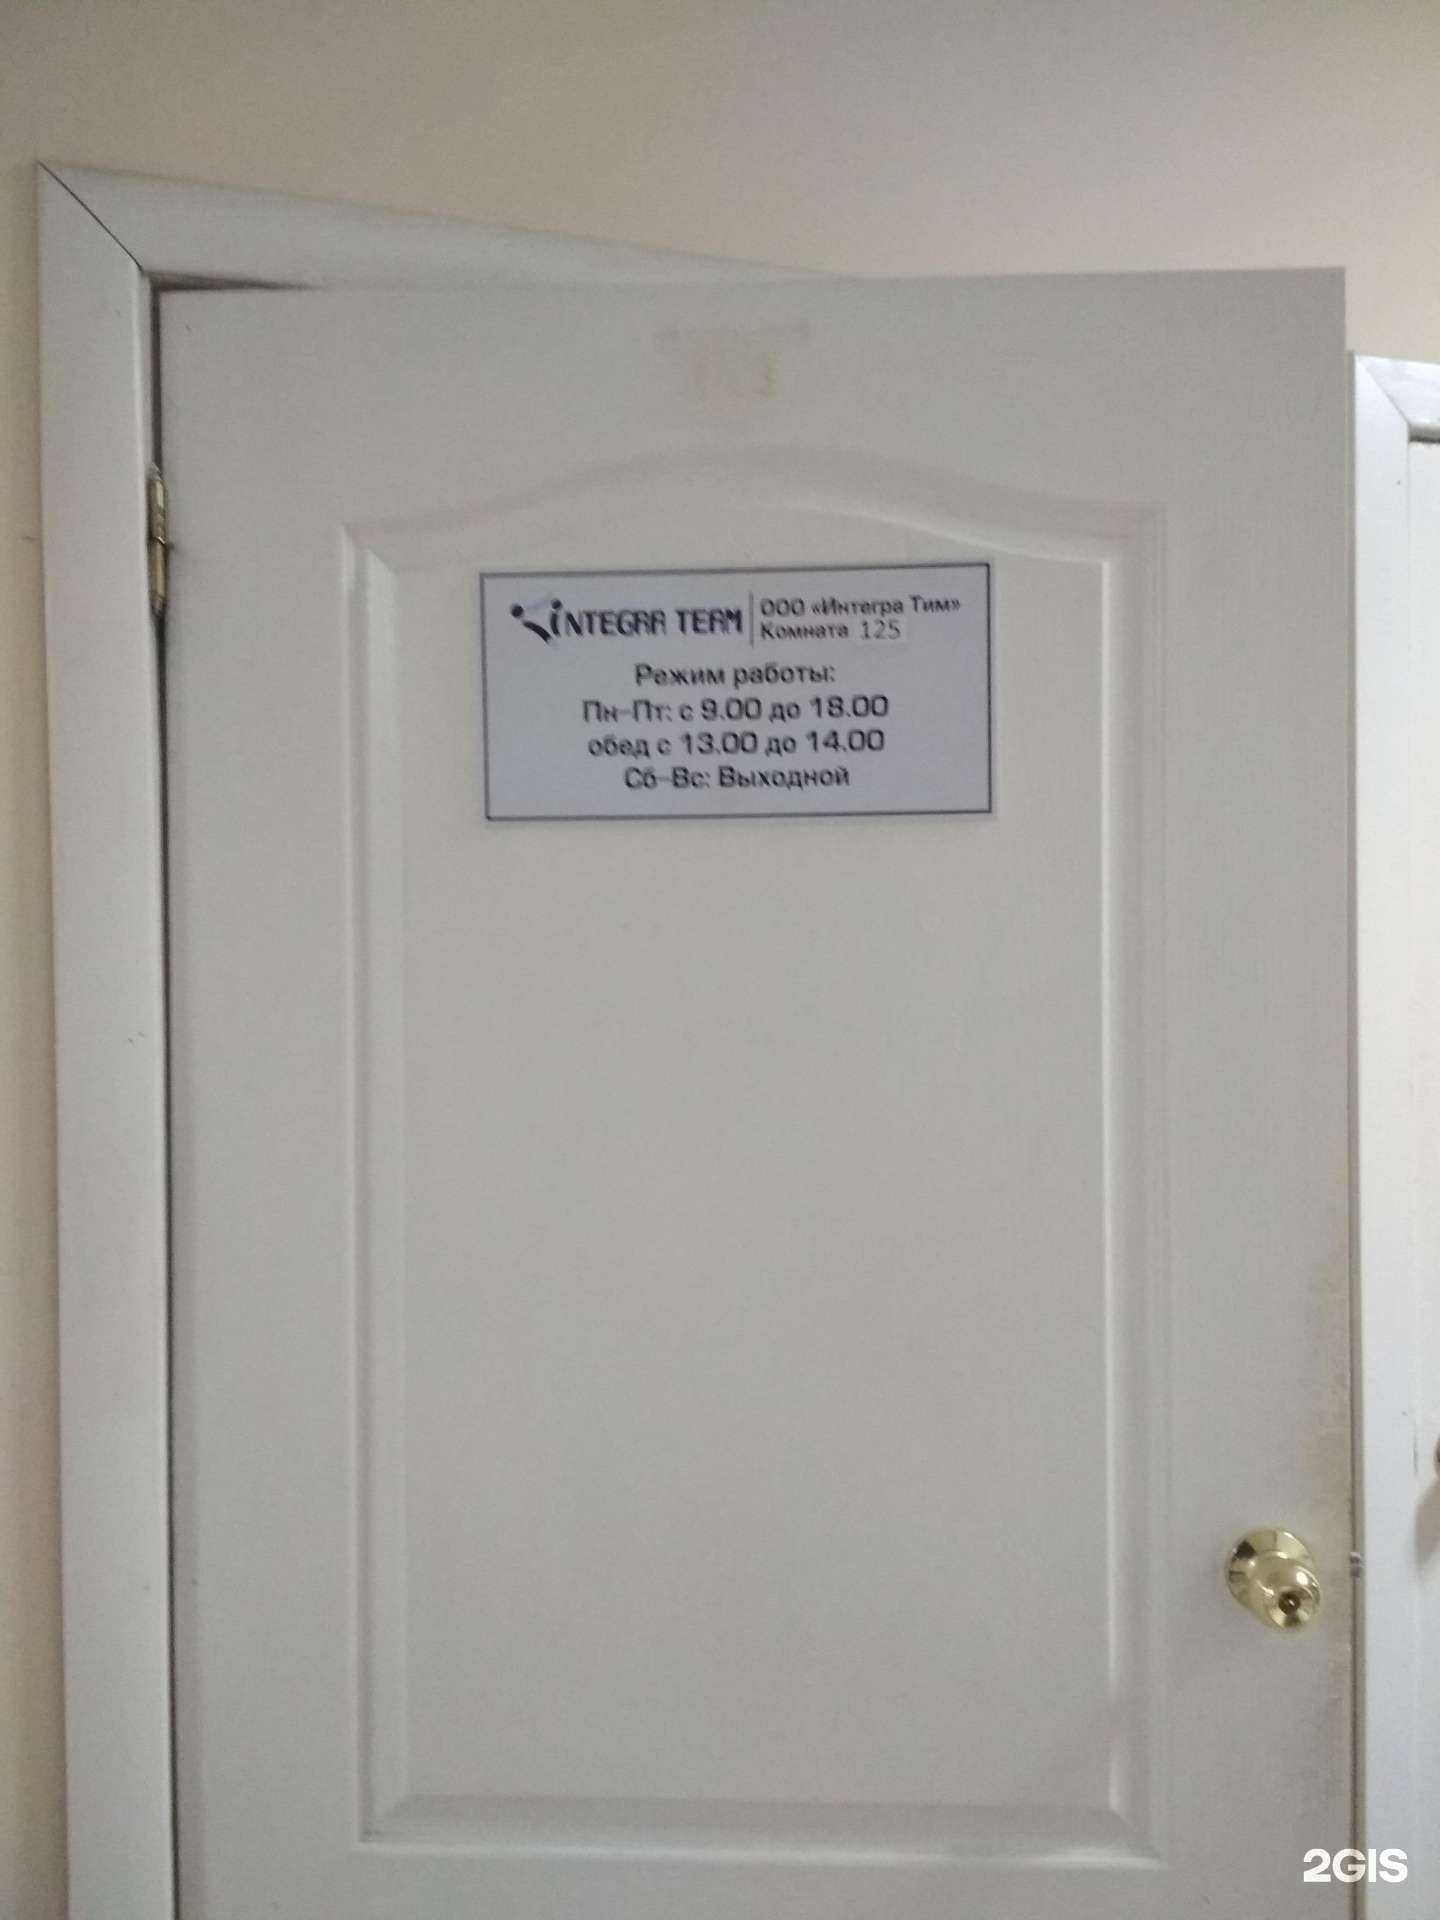 INTEGRA TEAM
ООО «Интегра Тим»
Комната 125
Режим работы:
Пн-Пт: с 9.00 до 18.00
обед с 13.00 до 14.00
Сб-Вс: Выходной
2GIS